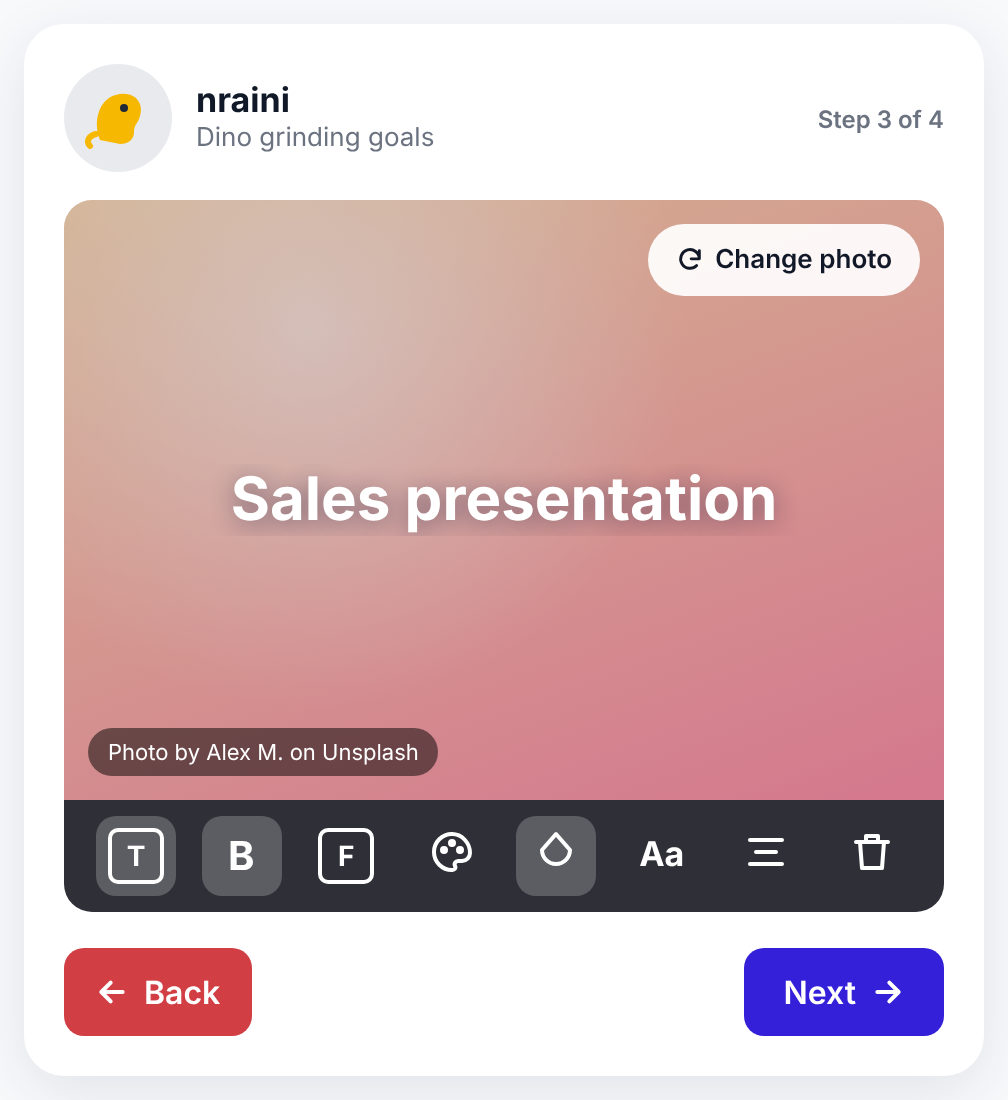 nraini
Dino grinding goals
Step 3 of 4
Change photo
Sales presentation
Photo by Alex M. on Unsplash
T B F Aa
Back
Next